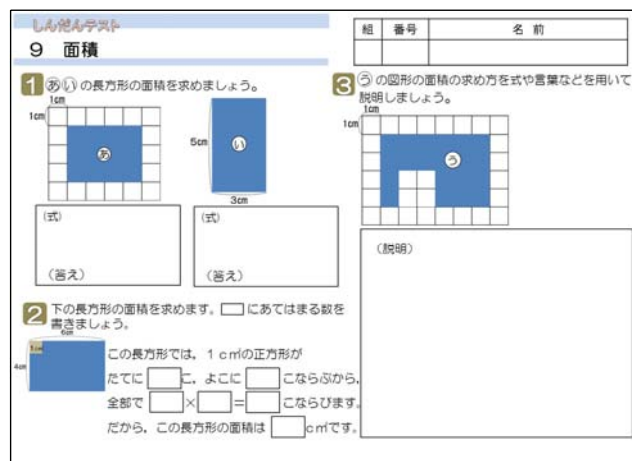 しんだんテスト
9 面積
組 番号 名前
1 あいの長方形の面積を求めましょう。
1cm
1cm
あ
5cm
い
3cm
(式)
(答え)
(式)
(答え)
2 下の長方形の面積を求めます。□にあてはまる数を
書きましょう。
6cm
1cm
4cm
この長方形では，1c㎡の正方形が
たてに□こ，よこに□こならぶから，
全部で□×□=□こならびます。
だから，この長方形の面積は□c㎡です。
3 うの図形の面積の求め方を式や言葉などを用いて
説明しましょう。
1cm
1cm
う
(説明)